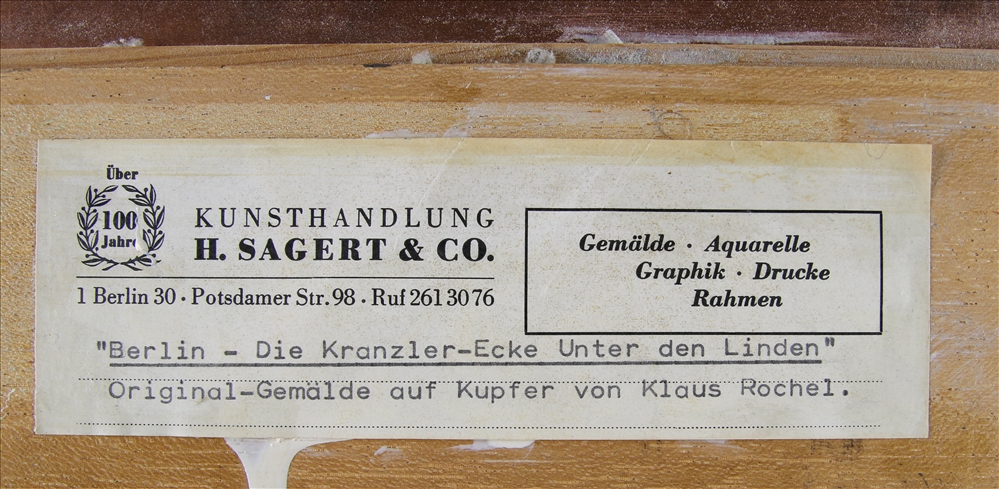 Über
100
Jahre
KUNSTHANDLUNG
H. SAGERT & CO.
1 Berlin 30 · Potsdamer Str. 98 · Ruf 261 30 76
Gemälde · Aquarelle
Graphik · Drucke
Rahmen
"Berlin - Die Kranzler-Ecke Unter den Linden"
Original-Gemälde auf Kupfer von Klaus Rochel.